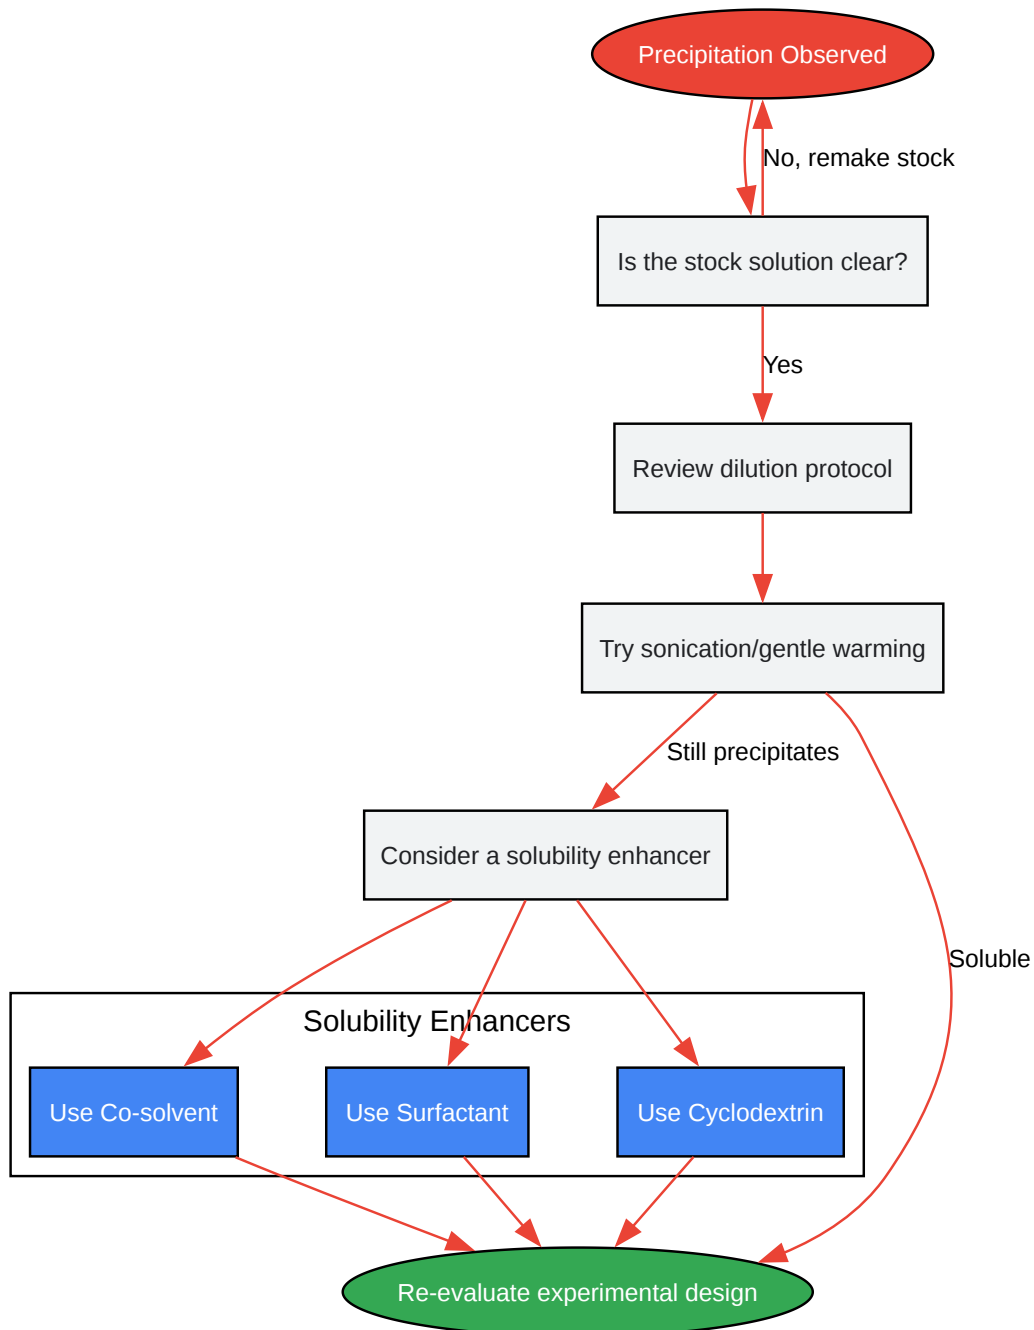 Precipitation Observed
No, remake stock
Is the stock solution clear?
Yes
Review dilution protocol
Try sonication/gentle warming
Still precipitates
Consider a solubility enhancer
Soluble
Solubility Enhancers
Use Co-solvent
Use Surfactant
Use Cyclodextrin
Re-evaluate experimental design